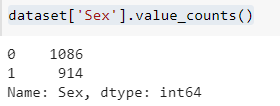 dataset['Sex'].value_counts()
0    1086
1     914
Name: Sex, dtype: int64